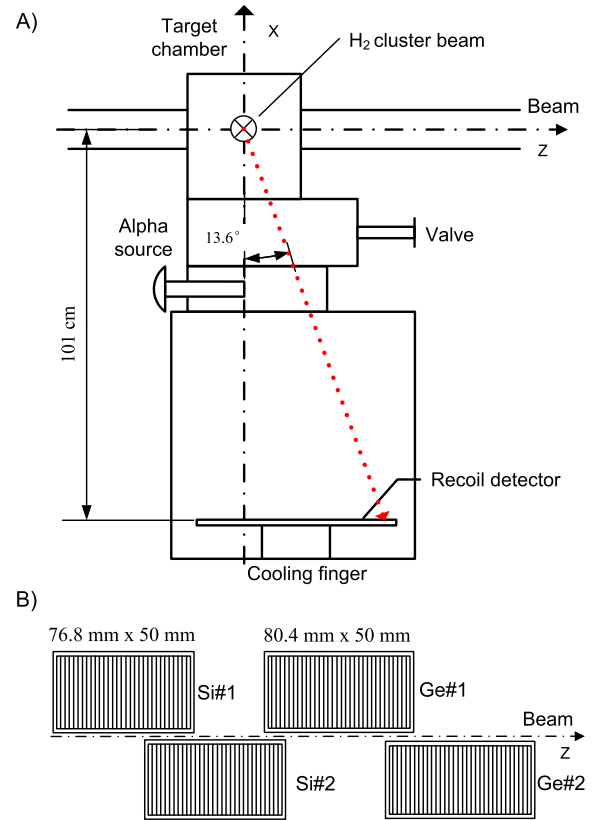 A)
Target
chamber
X
H2 cluster beam
Beam
Z
Alpha
source
13.6°
Valve
101 cm
Recoil detector
Cooling finger
B)
76.8 mm x 50 mm
80.4 mm x 50 mm
Si#1
Ge#1
Beam
Z
Si#2
Ge#2